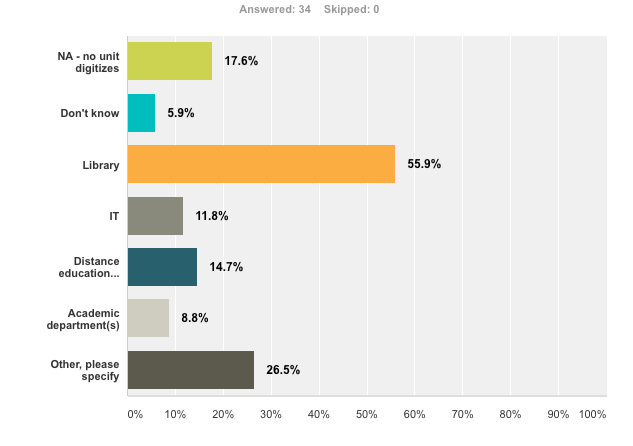 Answered: 34 Skipped: 0
NA - no unit
digitizes
17.6%
Don't know
5.9%
Library
55.9%
IT
11.8%
Distance
education...
14.7%
Academic
department(s)
8.8%
Other, please
specify
26.5%
0% 10% 20% 30% 40% 50% 60% 70% 80% 90% 100%